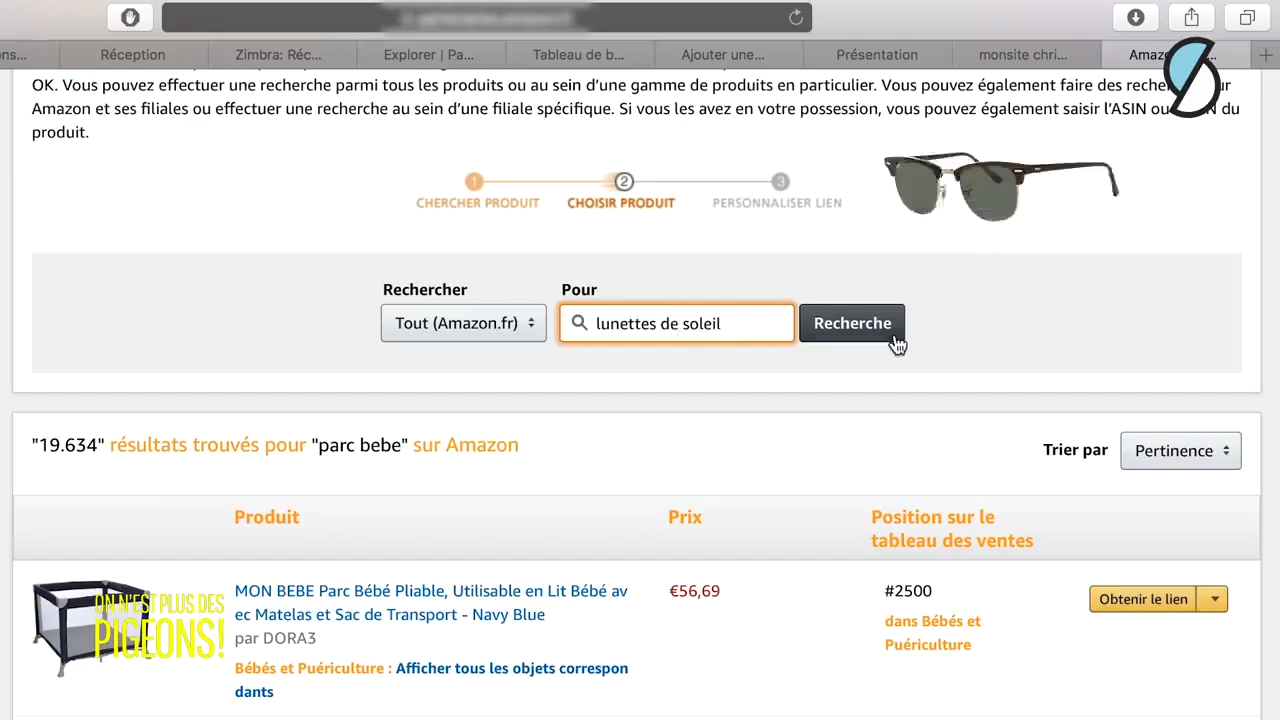 ns...
Réception
Zimbra: Réc...
Explorer | Pa...
Tableau de b...
Ajouter une...
Présentation
monsite chri...
OK. Vous pouvez effectuer une recherche parmi tous les produits ou au sein d'une gamme de produits en particulier. Vous pouvez également faire des
Amazon et ses filiales ou effectuer une recherche au sein d'une filiale spécifique. Si vous les avez en votre possession, vous pouvez également saisir l'ASIN du
produit.
1 2 3
CHERCHER PRODUIT CHOISIR PRODUIT PERSONNALISER LIEN
Rechercher Pour
Tout (Amazon.fr) lunettes de soleil Recherche
"19.634" résultats trouvés pour "parc bebe" sur Amazon
Trier par Pertinence
Produit Prix Position sur le
tableau des ventes
MON BEBE Parc Bébé Pliable, Utilisable en Lit Bébé av
ec Matelas et Sac de Transport - Navy Blue
par DORA3
Bébés et Puériculture : Afficher tous les objets correspon
dants
€56,69
#2500
dans Bébés et
Puériculture
Obtenir le lien
ON N'EST PLUS DES
PIGEONS!